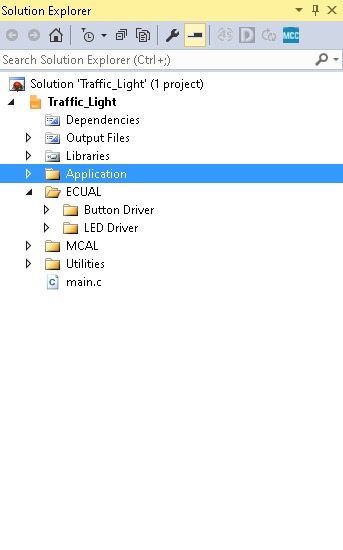 Solution Explorer
MCC
Search Solution Explorer (Ctrl+;)
Solution 'Traffic_Light' (1 project)
Traffic_Light
Dependencies
Output Files
Libraries
Application
ECUAL
Button Driver
LED Driver
MCAL
Utilities
C main.c